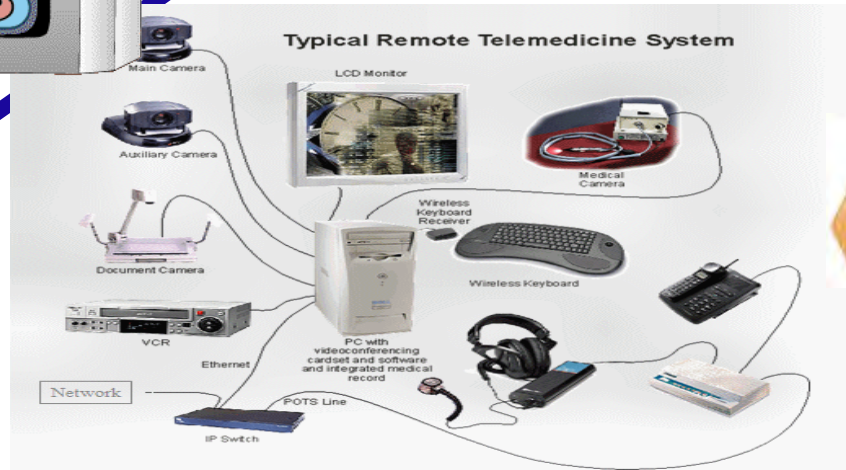 Typical Remote Telemedicine System
Main Camera
LCD Monitor
Auxiliary Camera
Medical
Camera
Wireless
Keyboard
Receiver
Document Camera
Wireless Keyboard
VCR
PC with
videoconferencing
cardset and software
and integrated medical
record
Ethernet
Network
POTS Line
IP Switch